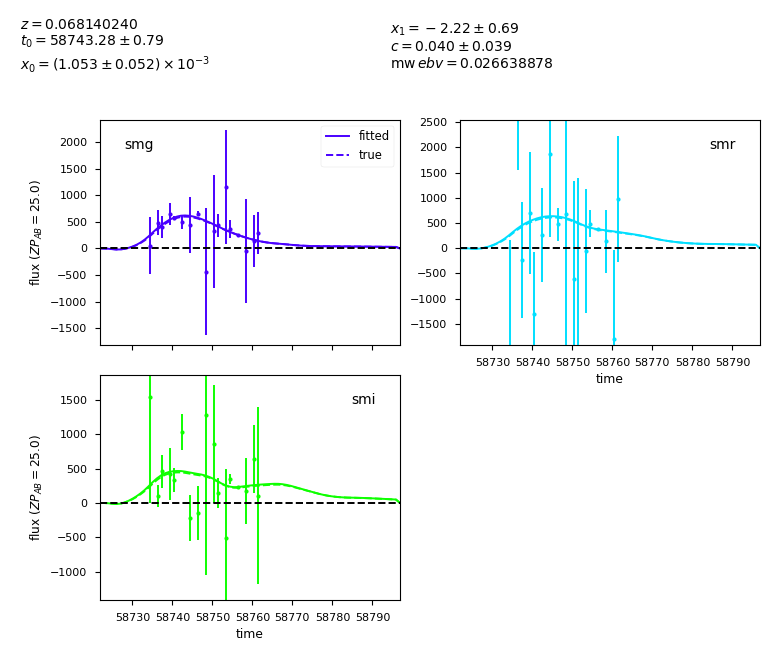 z = 0.068140240
t₀ = 58743.28 ± 0.79
x₀ = (1.053 ± 0.052) × 10⁻³
x₁ = −2.22 ± 0.69
c = 0.040 ± 0.039
mw ebv = 0.026638878
smg
fitted
true
2000
1500
1000
500
0
−500
−1000
−1500
flux (ZP_AB = 25.0)
smr
2500
2000
1500
1000
500
0
−500
−1000
−1500
58730 58740 58750 58760 58770 58780 58790
time
smi
1500
1000
500
0
−500
−1000
flux (ZP_AB = 25.0)
58730 58740 58750 58760 58770 58780 58790
time